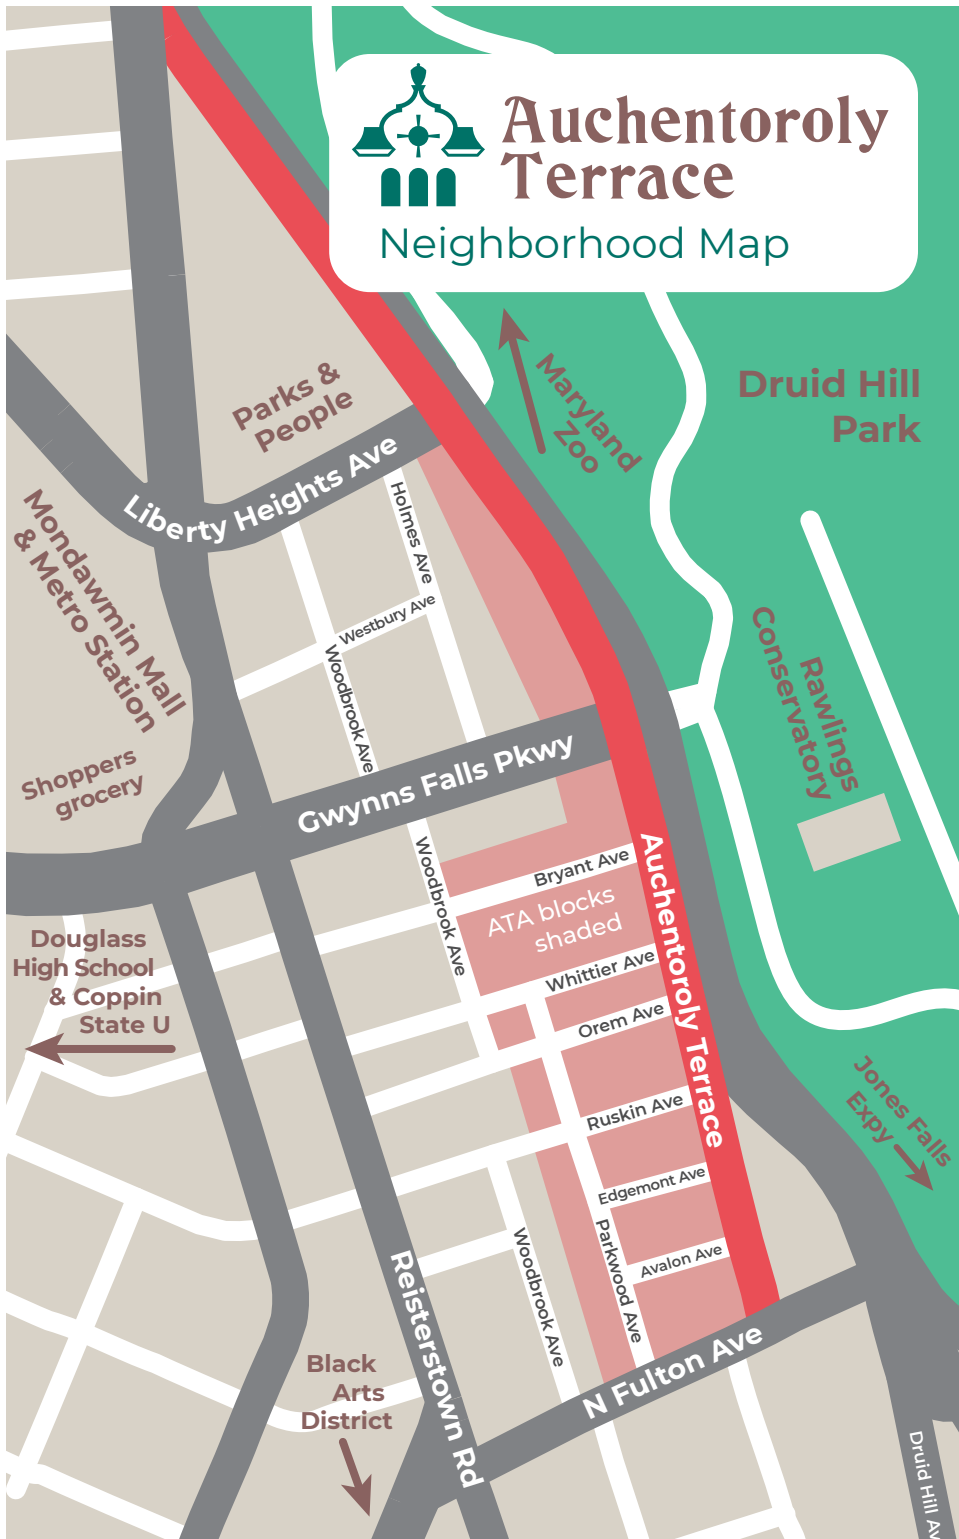 Auchentoroly
Terrace
Neighborhood Map
Maryland
Zoo
Druid Hill
Park
Parks &
People
Liberty Heights Ave
Holmes Ave
Mondawmin Mall
& Metro Station
Westbury Ave
Woodbrook Ave
Rawlings
Conservatory
Shoppers
grocery
Gwynns Falls Pkwy
Woodbrook Ave
Bryant Ave
Auchentoroly Terrace
ATA blocks
shaded
Douglass
High School
& Coppin
State U
Whittier Ave
Orem Ave
Jones Falls
Expy
Ruskin Ave
Edgemont Ave
Parkwood Ave
Woodbrook Ave
Avalon Ave
Reisterstown Rd
N Fulton Ave
Black
Arts
District
Druid Hill Av